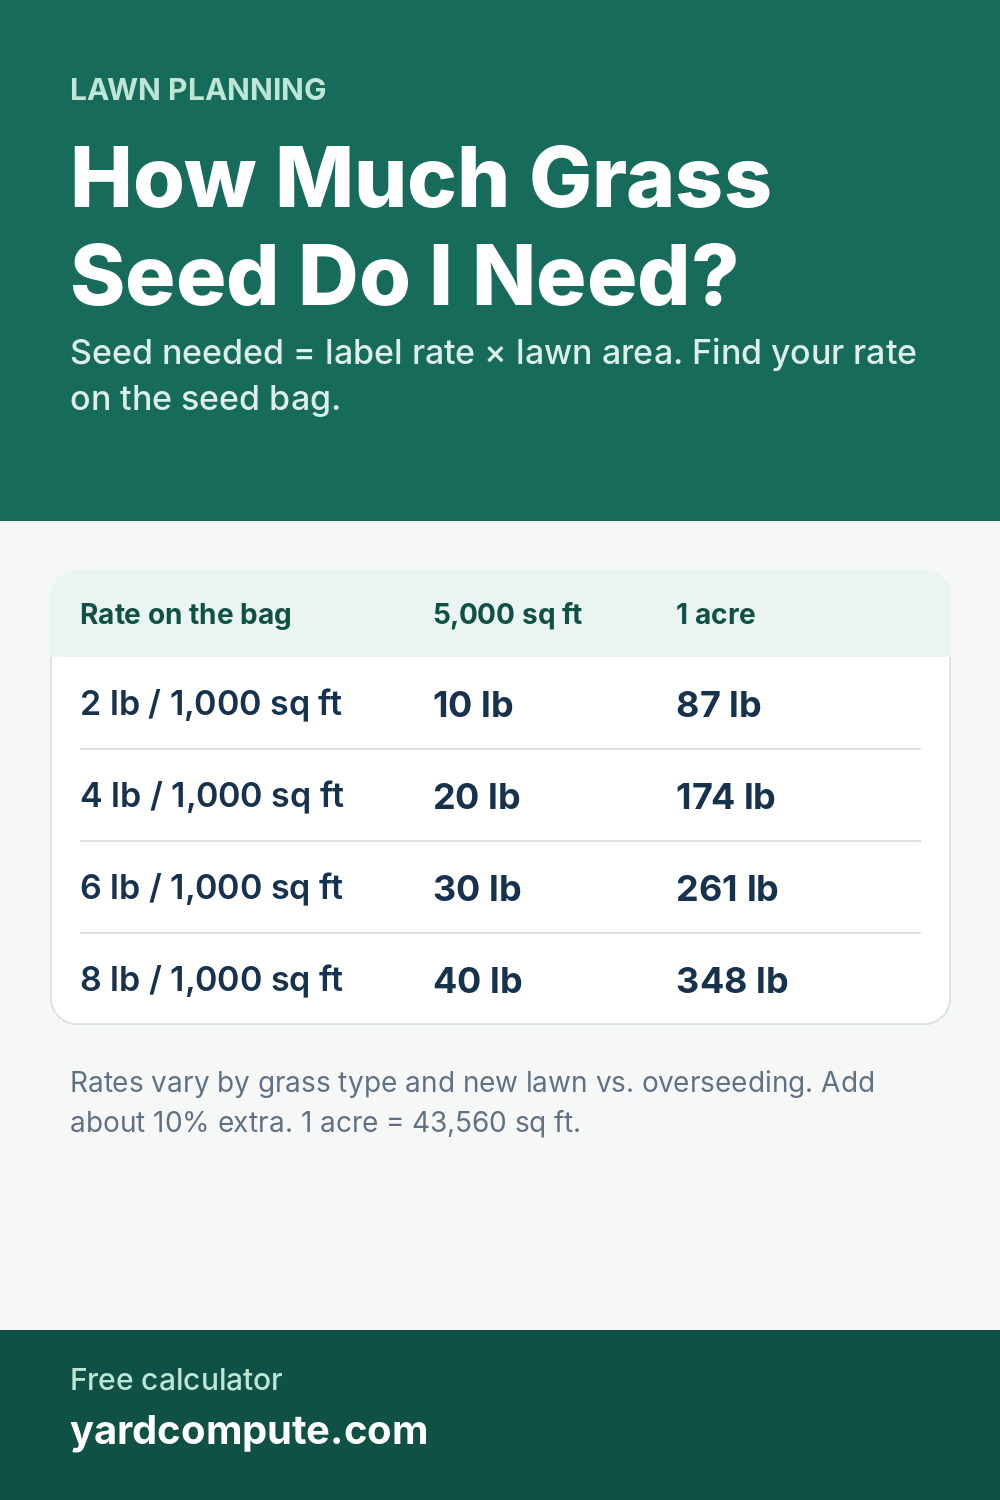 LAWN PLANNING
How Much Grass
Seed Do I Need?
Seed needed = label rate × lawn area. Find your rate
on the seed bag.
Rate on the bag 5,000 sq ft 1 acre
2 lb / 1,000 sq ft 10 lb 87 lb
4 lb / 1,000 sq ft 20 lb 174 lb
6 lb / 1,000 sq ft 30 lb 261 lb
8 lb / 1,000 sq ft 40 lb 348 lb
Rates vary by grass type and new lawn vs. overseeding. Add
about 10% extra. 1 acre = 43,560 sq ft.
Free calculator
yardcompute.com